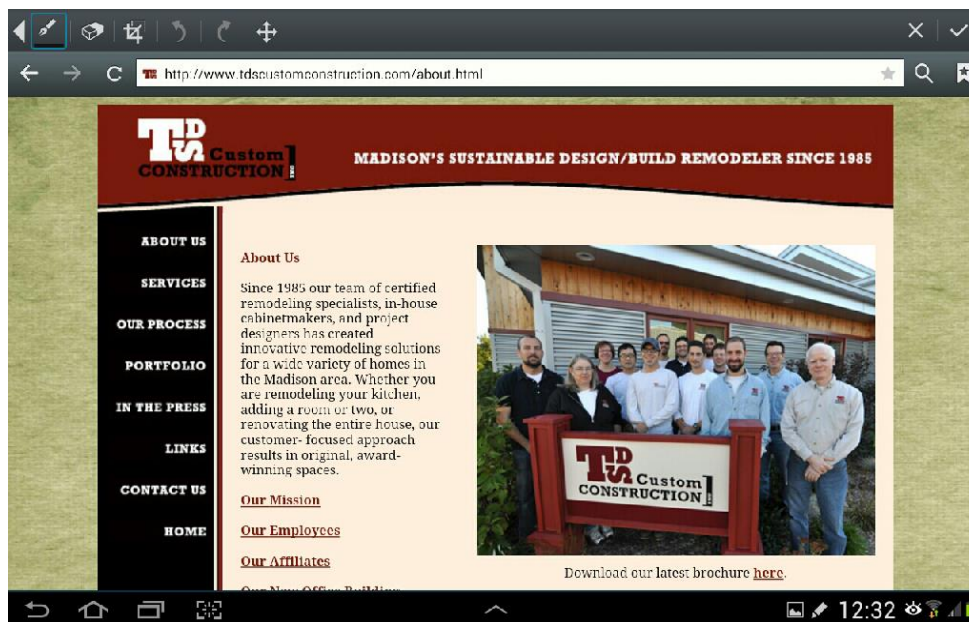 http://www.tdscustomconstruction.com/about.html
TDS Custom
CONSTRUCTION INC
MADISON'S SUSTAINABLE DESIGN/BUILD REMODELER SINCE 1985
ABOUT US
SERVICES
OUR PROCESS
PORTFOLIO
IN THE PRESS
LINKS
CONTACT US
HOME
About Us
Since 1985 our team of certified
remodeling specialists, in-house
cabinetmakers, and project
designers has created
innovative remodeling solutions
for a wide variety of homes in
the Madison area. Whether you
are remodeling your kitchen,
adding a room or two, or
renovating the entire house, our
customer- focused approach
results in original, award-
winning spaces.
Our Mission
Our Employees
Our Affiliates
Our New Office Building
TDS Custom
CONSTRUCTION
Download our latest brochure here.
12:32